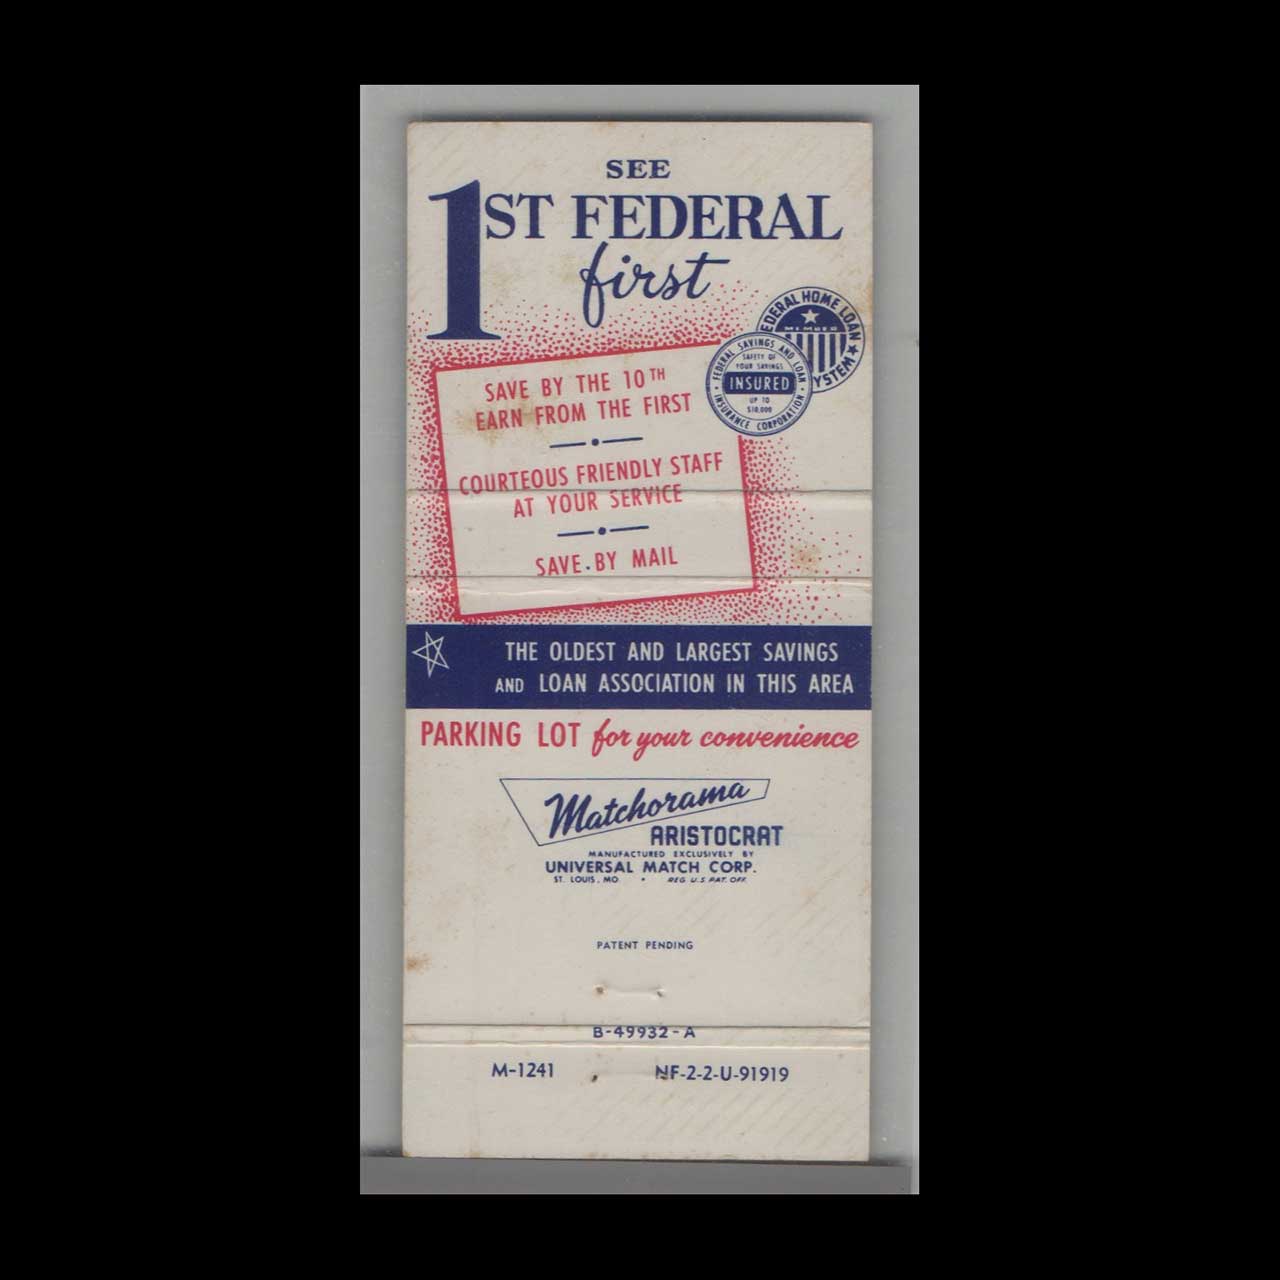 SEE
1ST FEDERAL
first
FEDERAL HOME LOAN
MEMBER
SYSTEM
FEDERAL SAVINGS AND LOAN
SAFETY OF
YOUR SAVINGS
INSURED
UP TO
$10,000
INSURANCE CORPORATION
SAVE BY THE 10TH
EARN FROM THE FIRST
COURTEOUS FRIENDLY STAFF
AT YOUR SERVICE
SAVE BY MAIL
THE OLDEST AND LARGEST SAVINGS
AND LOAN ASSOCIATION IN THIS AREA
PARKING LOT for your convenience
Matchorama
ARISTOCRAT
MANUFACTURED EXCLUSIVELY BY
UNIVERSAL MATCH CORP.
ST. LOUIS, MO. • REG. U.S. PAT. OFF.
PATENT PENDING
B-49932-A
M-1241 NF-2-2-U-91919